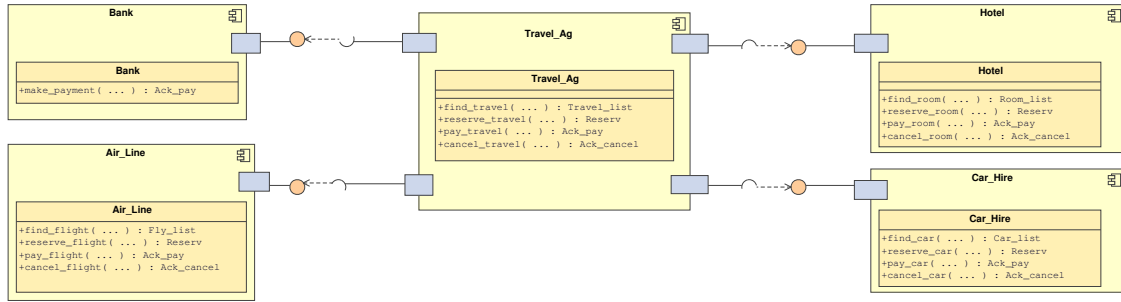 Bank
Bank
+make_payment( ... ) : Ack_pay
Air_Line
Air_Line
+find_flight( ... ) : Fly_list
+reserve_flight( ... ) : Reserv
+pay_flight( ... ) : Ack_pay
+cancel_flight( ... ) : Ack_cancel
Travel_Ag
Travel_Ag
+find_travel( ... ) : Travel_list
+reserve_travel( ... ) : Reserv
+pay_travel( ... ) : Ack_pay
+cancel_travel( ... ) : Ack_cancel
Hotel
Hotel
+find_room( ... ) : Room_list
+reserve_room( ... ) : Reserv
+pay_room( ... ) : Ack_pay
+cancel_room( ... ) : Ack_cancel
Car_Hire
Car_Hire
+find_car( ... ) : Car_list
+reserve_car( ... ) : Reserv
+pay_car( ... ) : Ack_pay
+cancel_car( ... ) : Ack_cancel